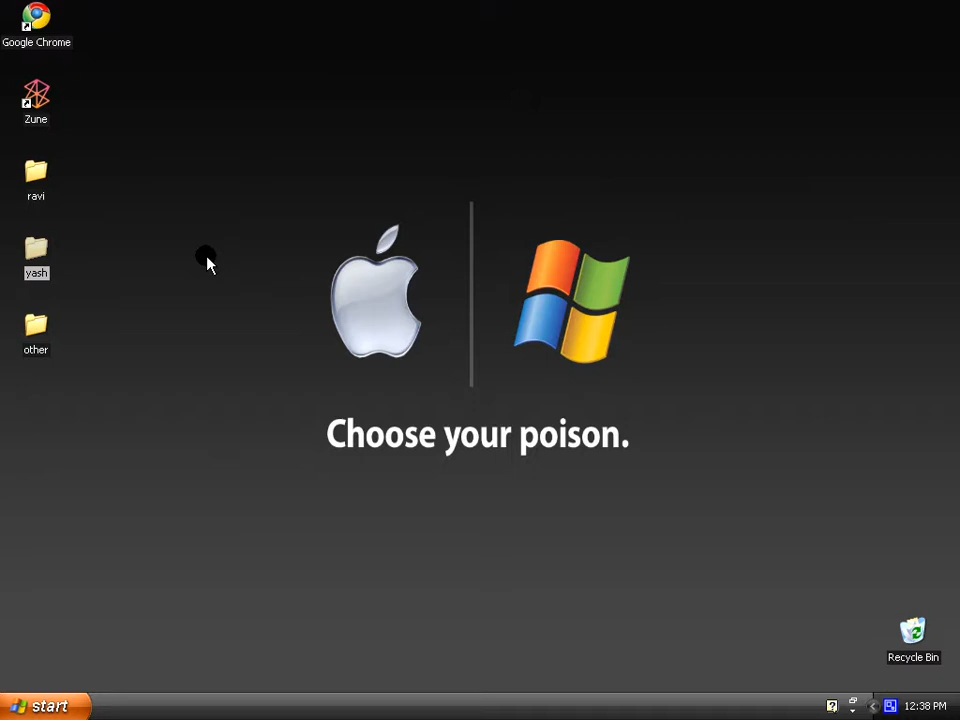 Google Chrome
Zune
ravi
yash
other
Choose your poison.
Recycle Bin
start
12:38 PM